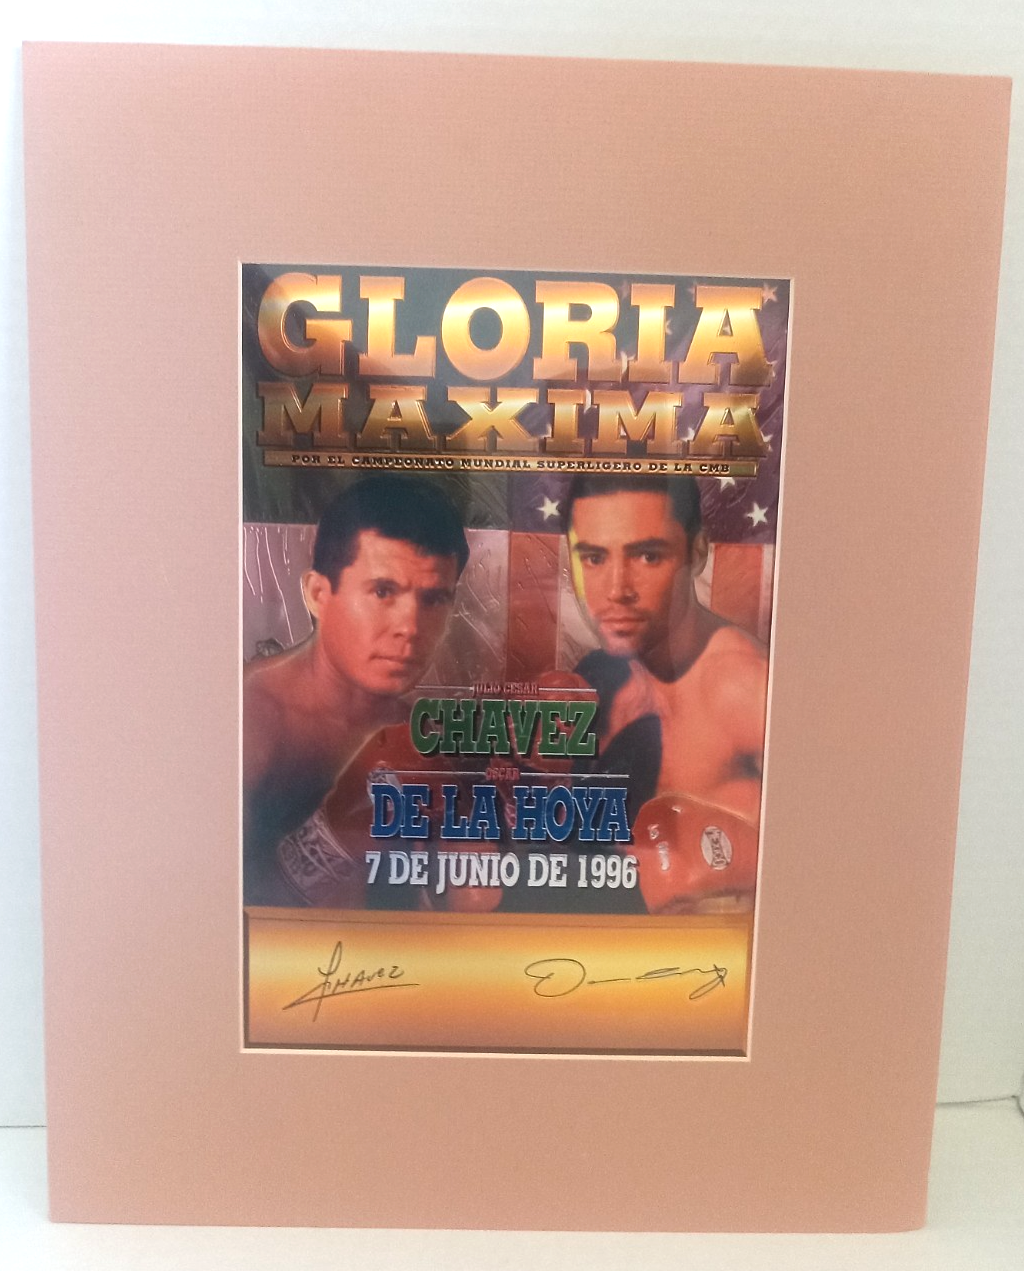 GLORIA
MAXIMA
POR EL CAMPEONATO MUNDIAL SUPERLIGERO DE LA CMB
JULIO CESAR
CHAVEZ
OSCAR
DE LA HOYA
7 DE JUNIO DE 1996
CHAVEZ